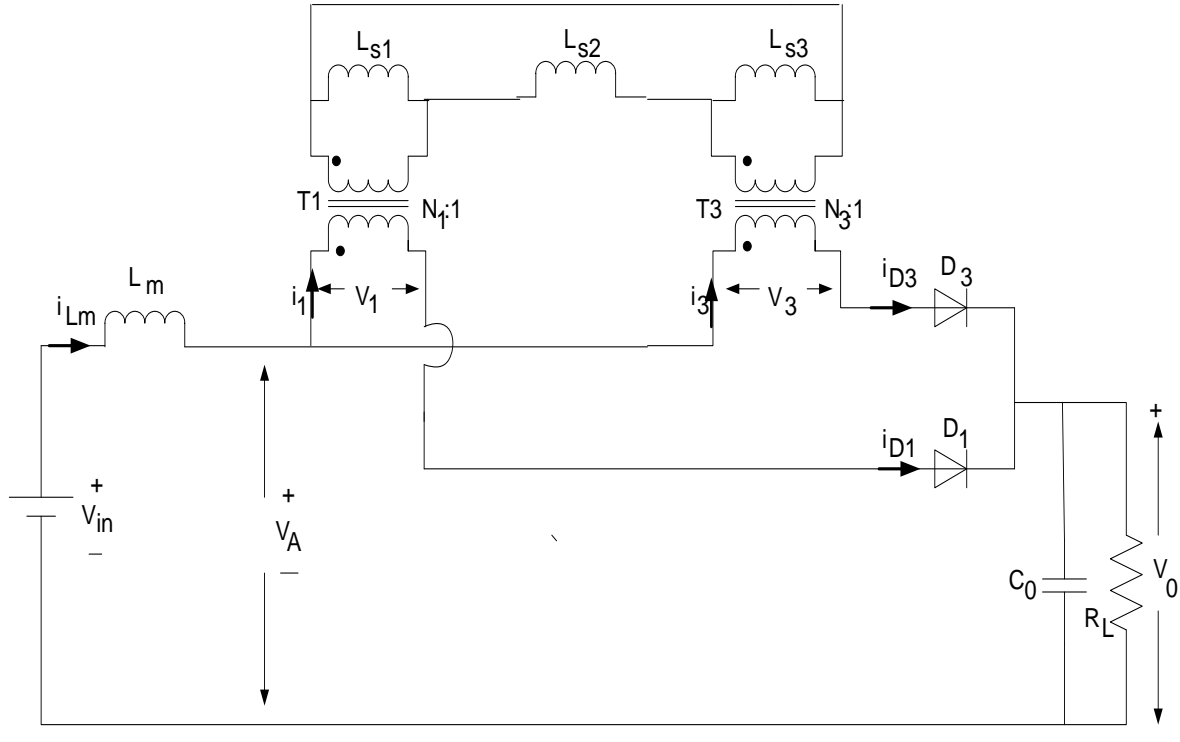 Ls1
Ls2
Ls3
T1
N1:1
T3
N3:1
Lm
iLm
i1
V1
i3
V3
iD3
D3
iD1
D1
+
Vin
–
+
VA
–
C0
RL
+
V0
–